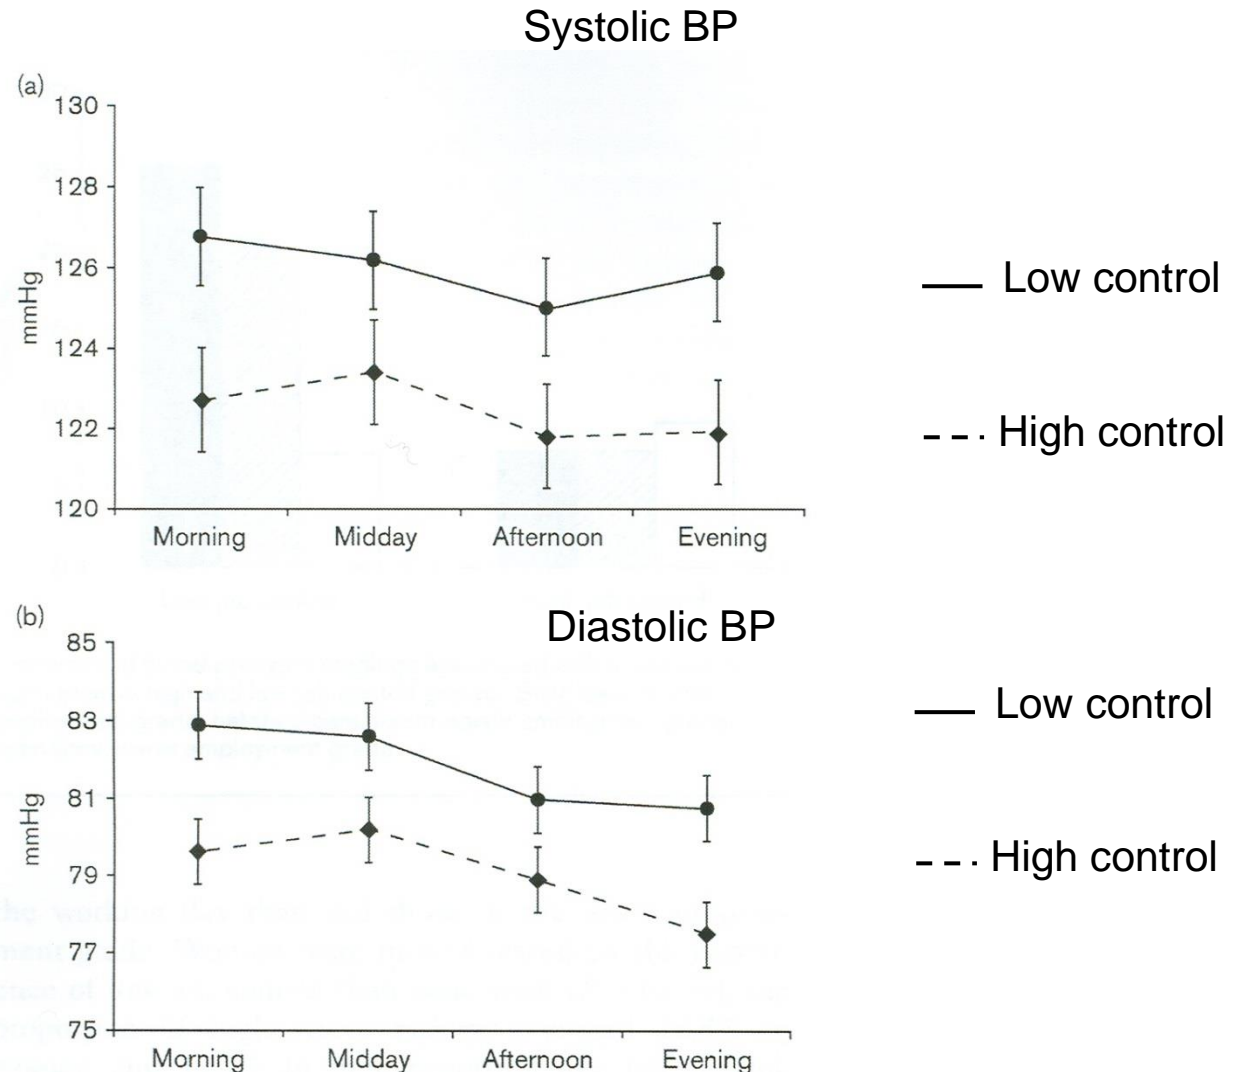 Systolic BP
(a)
130
128
126
124
122
120
mmHg
Morning Midday Afternoon Evening
Low control
High control
(b)
Diastolic BP
85
83
81
79
77
75
mmHg
Morning Midday Afternoon Evening
Low control
High control